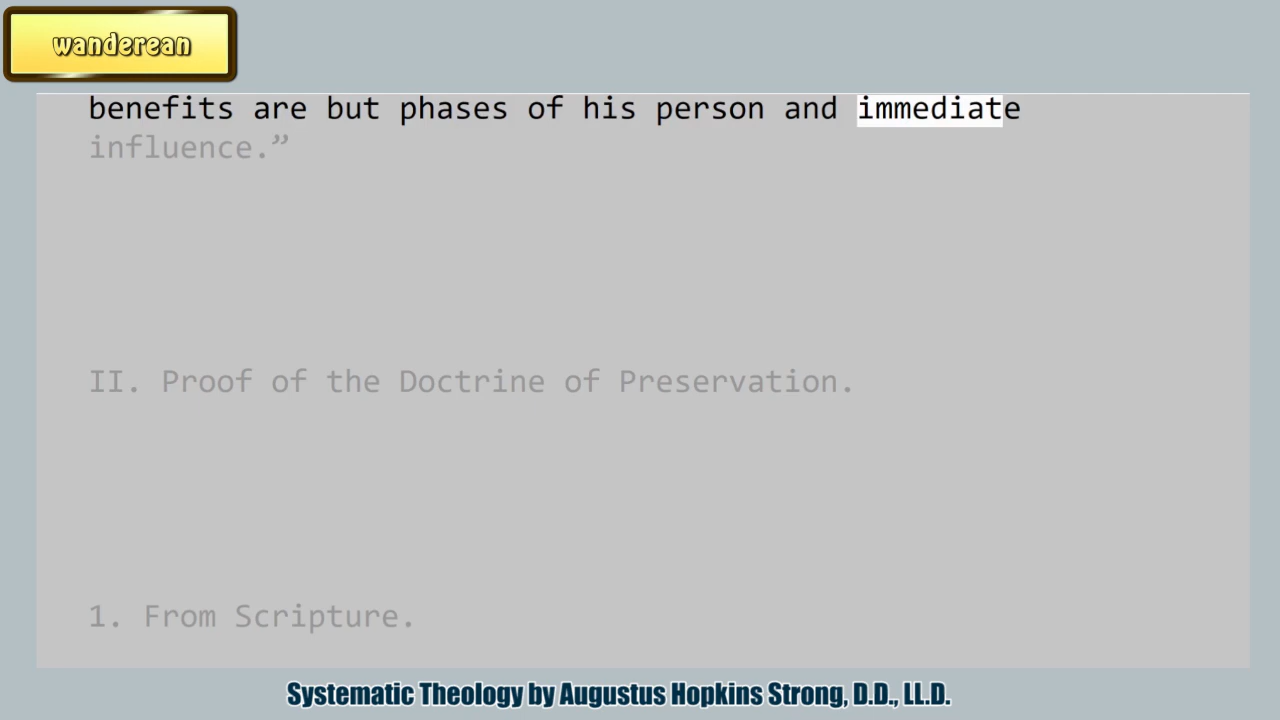 wanderean
benefits are but phases of his person and immediate
influence.”
II. Proof of the Doctrine of Preservation.
1. From Scripture.
Systematic Theology by Augustus Hopkins Strong, D.D., LL.D.